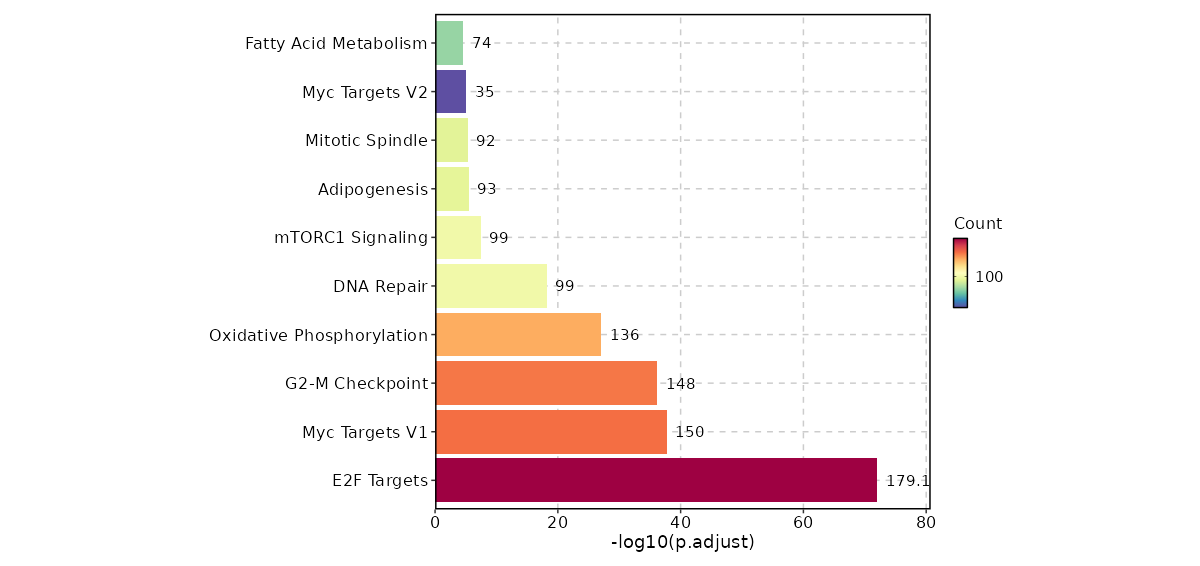 Fatty Acid Metabolism 74
Myc Targets V2 35
Mitotic Spindle 92
Adipogenesis 93
mTORC1 Signaling 99
DNA Repair 99
Oxidative Phosphorylation 136
G2-M Checkpoint 148
Myc Targets V1 150
E2F Targets 179.1
0 20 40 60 80
-log10(p.adjust)
Count
100